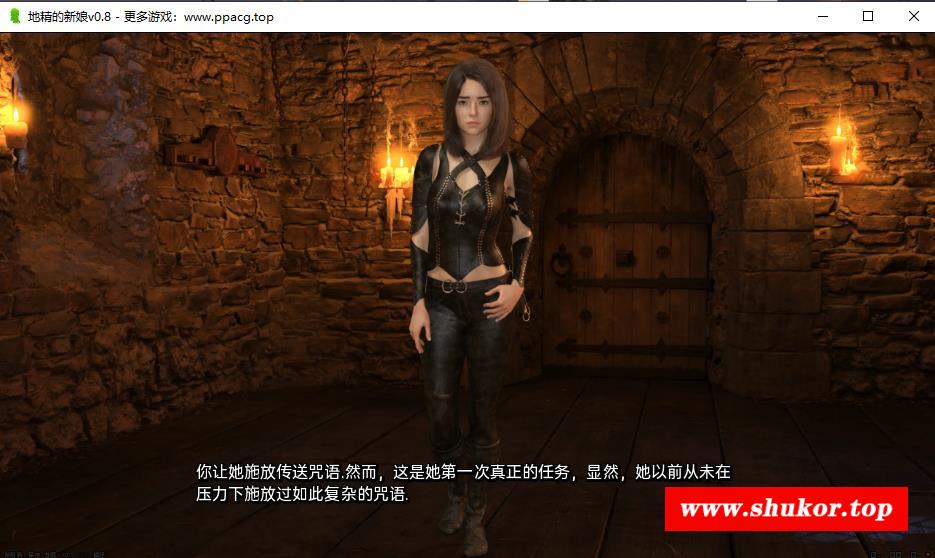 地精的新娘v0.8 - 更多游戏：www.ppacg.top
你让她施放传送咒语.然而，这是她第一次真正的任务，显然，她以前从未在
压力下施放过如此复杂的咒语.
www.shukor.top